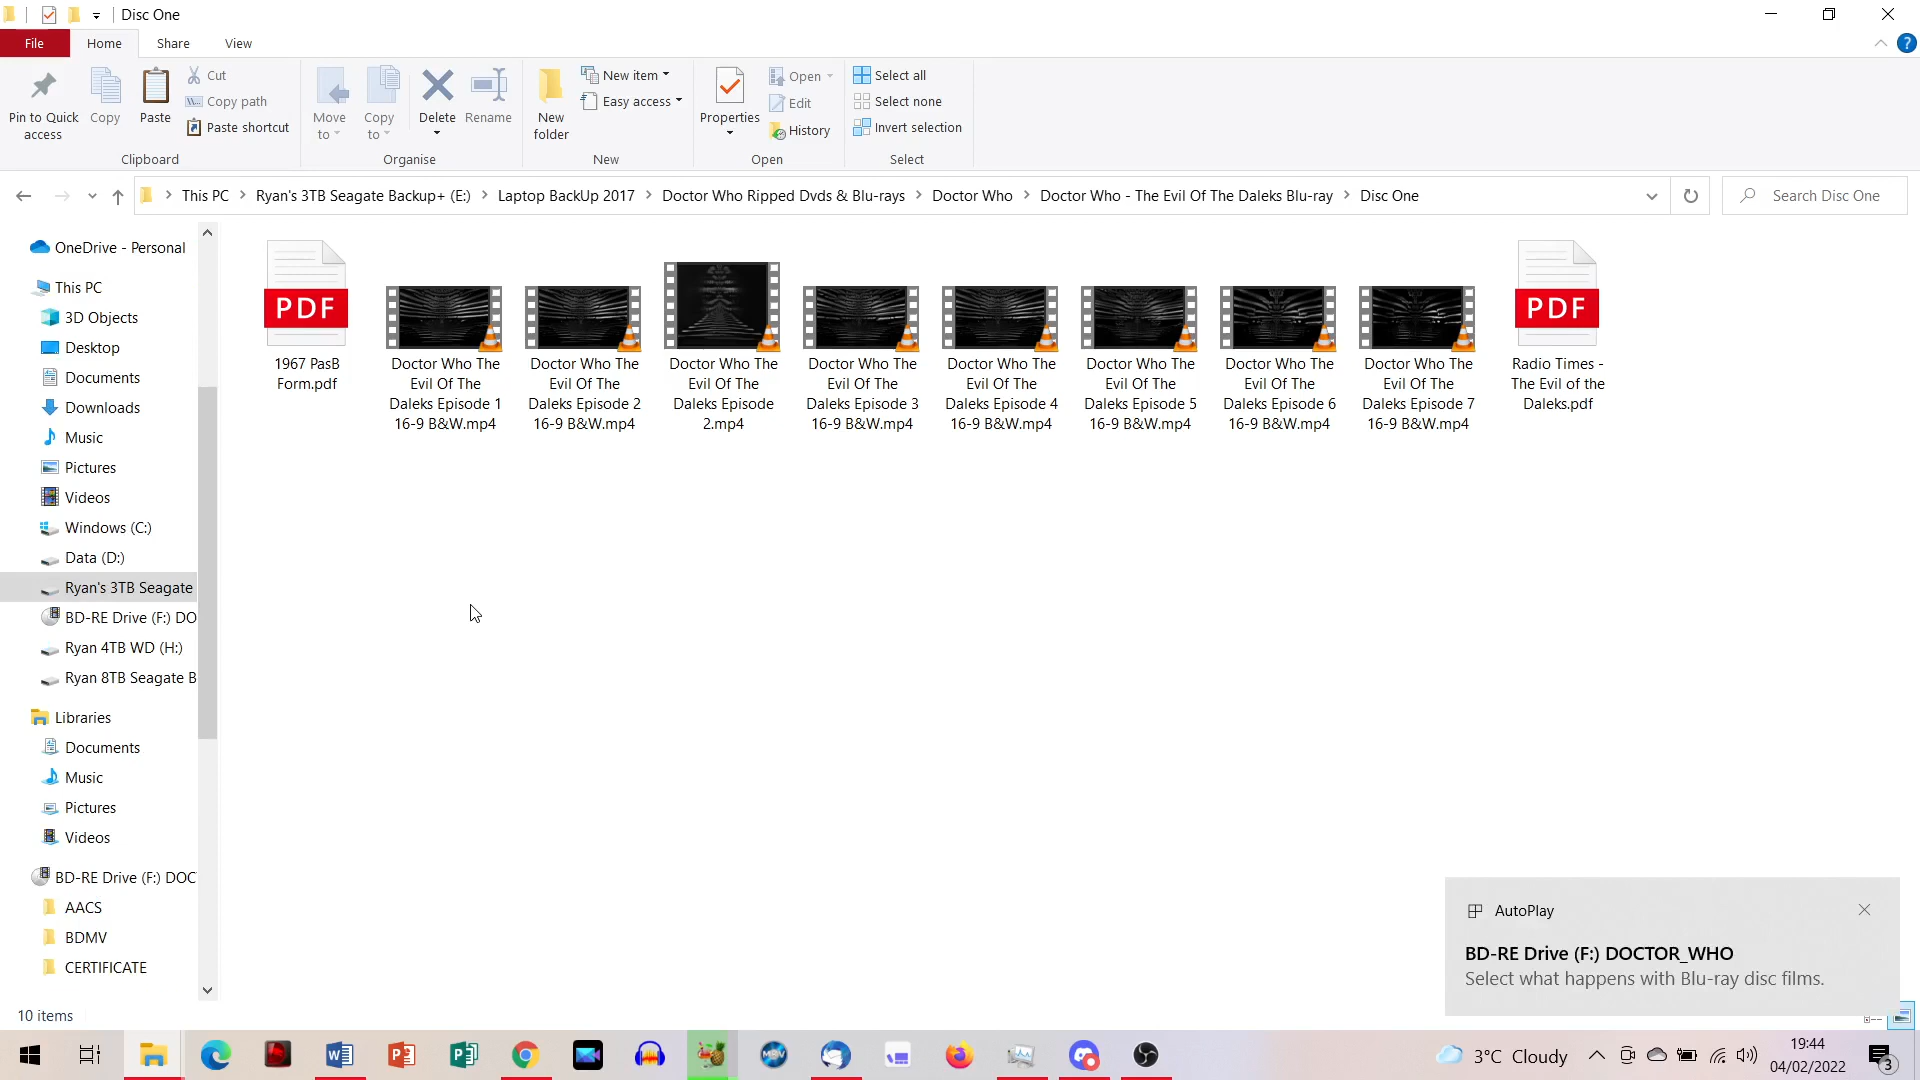 Disc One
File
Home
Share
View
Pin to Quick
access
Copy
Paste
Cut
Copy path
Paste shortcut
Clipboard
Move
to
Copy
to
Delete
Rename
Organise
New
folder
New item
Easy access
New
Properties
Open
Edit
History
Open
Select all
Select none
Invert selection
Select
This PC
Ryan's 3TB Seagate Backup+ (E:)
Laptop BackUp 2017
Doctor Who Ripped Dvds & Blu-rays
Doctor Who
Doctor Who - The Evil Of The Daleks Blu-ray
Disc One
Search Disc One
OneDrive - Personal
This PC
3D Objects
Desktop
Documents
Downloads
Music
Pictures
Videos
Windows (C:)
Data (D:)
Ryan's 3TB Seagate
BD-RE Drive (F:) DO
Ryan 4TB WD (H:)
Ryan 8TB Seagate B
Libraries
Documents
Music
Pictures
Videos
BD-RE Drive (F:) DOC
AACS
BDMV
CERTIFICATE
PDF
1967 PasB
Form.pdf
Doctor Who The
Evil Of The
Daleks Episode 1
16-9 B&W.mp4
Doctor Who The
Evil Of The
Daleks Episode 2
16-9 B&W.mp4
Doctor Who The
Evil Of The
Daleks Episode
2.mp4
Doctor Who The
Evil Of The
Daleks Episode 3
16-9 B&W.mp4
Doctor Who The
Evil Of The
Daleks Episode 4
16-9 B&W.mp4
Doctor Who The
Evil Of The
Daleks Episode 5
16-9 B&W.mp4
Doctor Who The
Evil Of The
Daleks Episode 6
16-9 B&W.mp4
Doctor Who The
Evil Of The
Daleks Episode 7
16-9 B&W.mp4
PDF
Radio Times -
The Evil of the
Daleks.pdf
AutoPlay
BD-RE Drive (F:) DOCTOR_WHO
Select what happens with Blu-ray disc films.
10 items
3°C Cloudy
19:44
04/02/2022
3